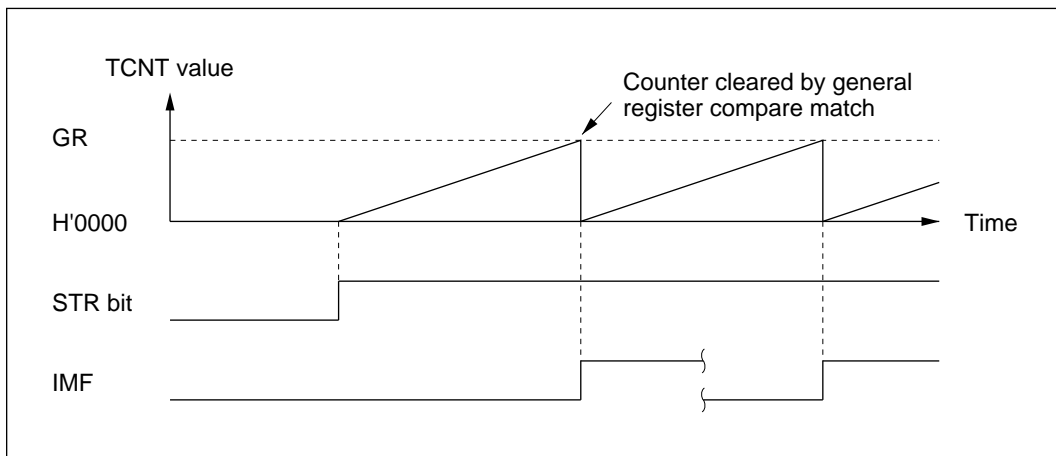 TCNT value
Counter cleared by general
register compare match
GR
H'0000
Time
STR bit
IMF